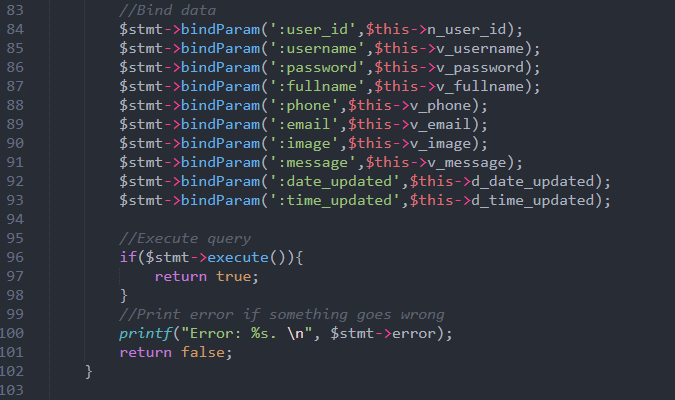 83 //Bind data
84 $stmt->bindParam(':user_id',$this->n_user_id);
85 $stmt->bindParam(':username',$this->v_username);
86 $stmt->bindParam(':password',$this->v_password);
87 $stmt->bindParam(':fullname',$this->v_fullname);
88 $stmt->bindParam(':phone',$this->v_phone);
89 $stmt->bindParam(':email',$this->v_email);
90 $stmt->bindParam(':image',$this->v_image);
91 $stmt->bindParam(':message',$this->v_message);
92 $stmt->bindParam(':date_updated',$this->d_date_updated);
93 $stmt->bindParam(':time_updated',$this->d_time_updated);
94
95 //Execute query
96 if($stmt->execute()){
97 return true;
98 }
99 //Print error if something goes wrong
100 printf("Error: %s. \n", $stmt->error);
101 return false;
102 }
103